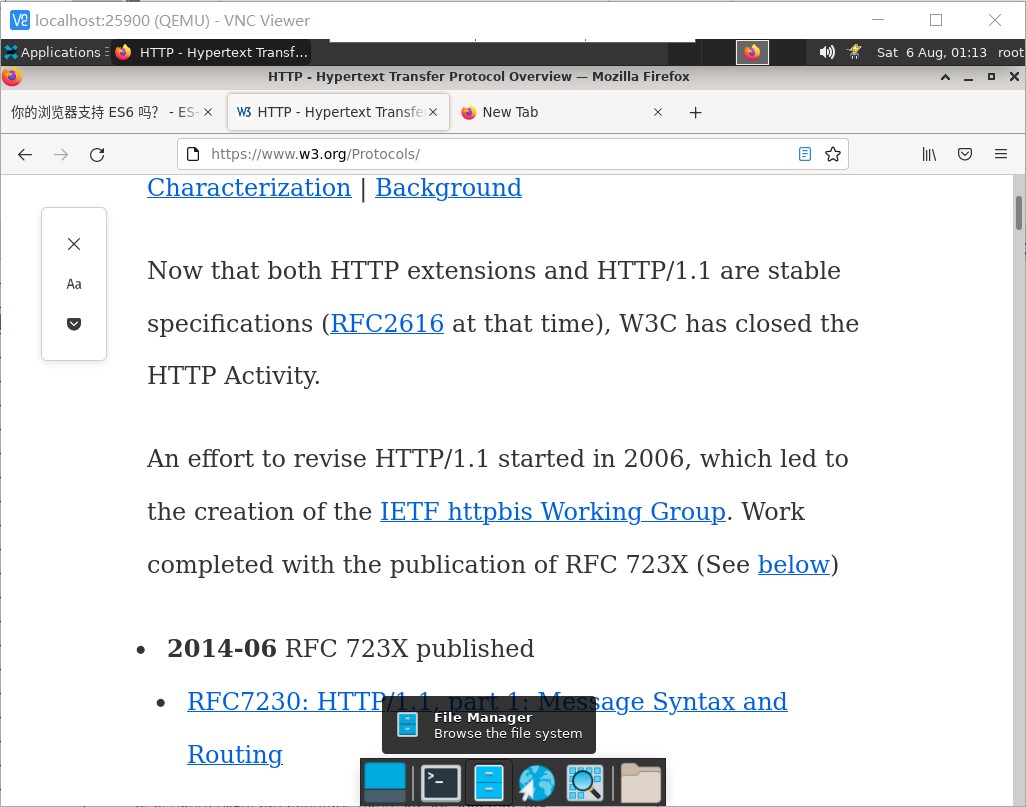 localhost:25900 (QEMU) - VNC Viewer
Applications HTTP - Hypertext Transf... Sat 6 Aug, 01:13 root
HTTP - Hypertext Transfer Protocol Overview — Mozilla Firefox
你的浏览器支持 ES6 吗? - ES- HTTP - Hypertext Transfe New Tab
https://www.w3.org/Protocols/
Characterization | Background
Now that both HTTP extensions and HTTP/1.1 are stable
Aa
specifications (RFC2616 at that time), W3C has closed the
HTTP Activity.
An effort to revise HTTP/1.1 started in 2006, which led to
the creation of the IETF httpbis Working Group. Work
completed with the publication of RFC 723X (See below)
• 2014-06 RFC 723X published
• RFC7230: HTTP/1.1, part 1: Message Syntax and
Routing
File Manager
Browse the file system